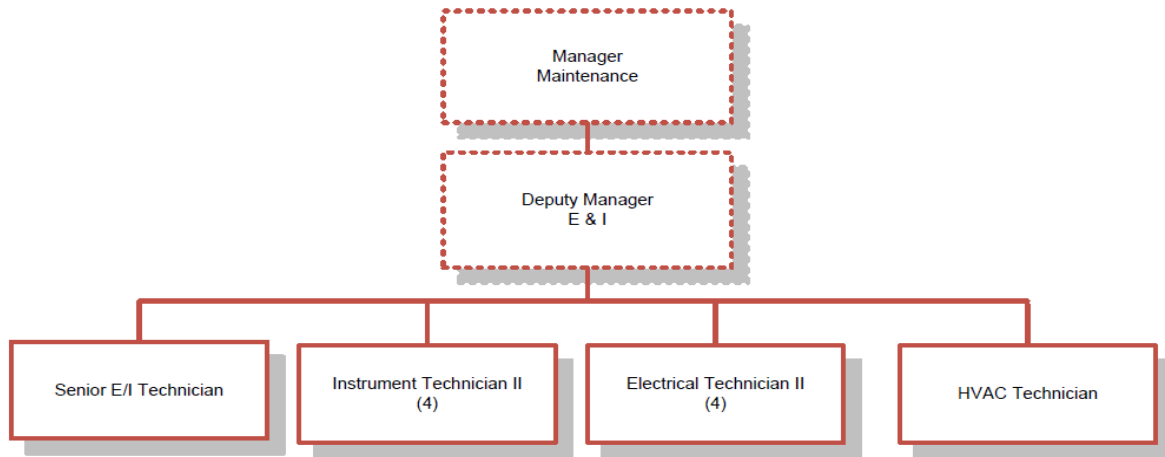 Manager
Maintenance
Deputy Manager
E & I
Senior E/I Technician
Instrument Technician II
(4)
Electrical Technician II
(4)
HVAC Technician